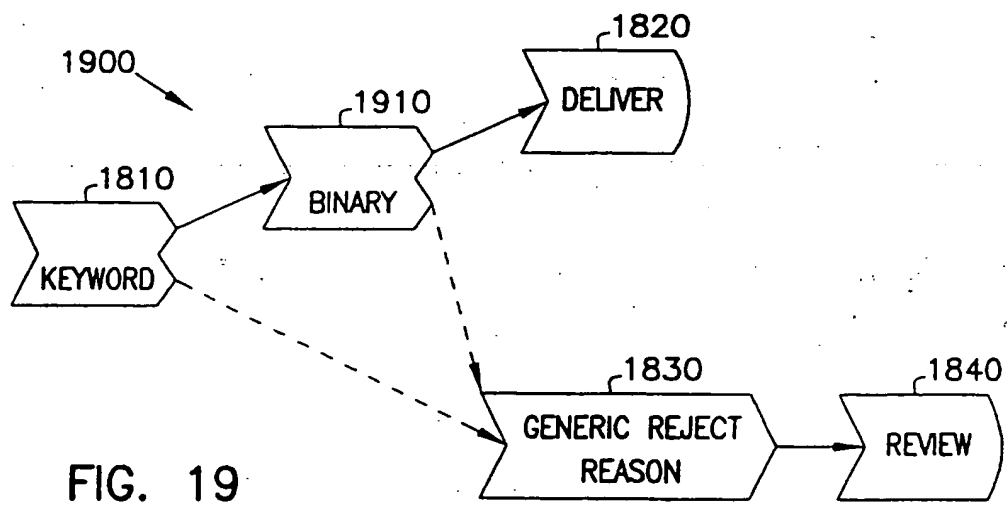 1820
1900
DELIVER
1910
1810
BINARY
KEYWORD
1830
1840
GENERIC REJECT
REASON
REVIEW
FIG. 19